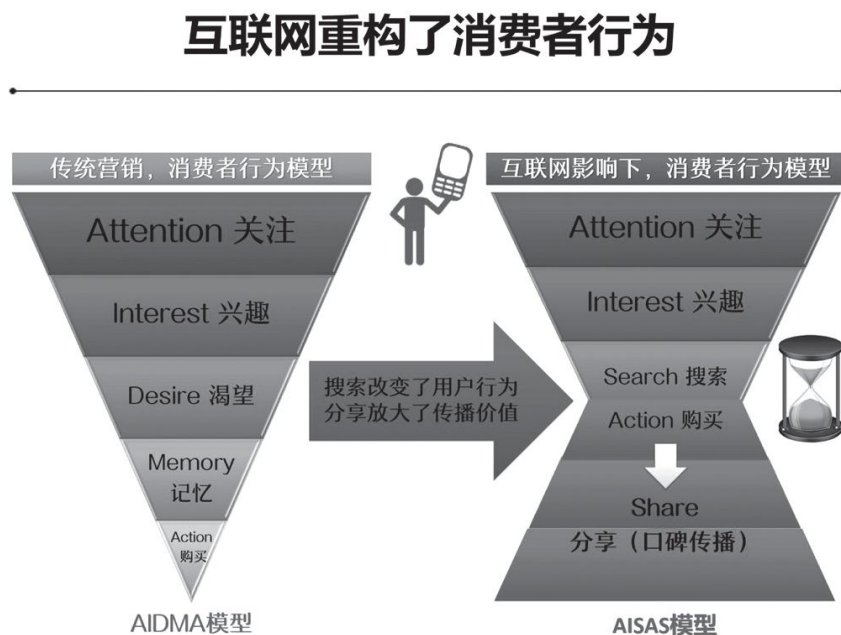 互联网重构了消费者行为
传统营销，消费者行为模型
Attention 关注
Interest 兴趣
Desire 渴望
Memory
记忆
Action
购买
AIDMA模型
搜索改变了用户行为
分享放大了传播价值
互联网影响下，消费者行为模型
Attention 关注
Interest 兴趣
Search 搜索
Action 购买
Share
分享（口碑传播）
AISAS模型